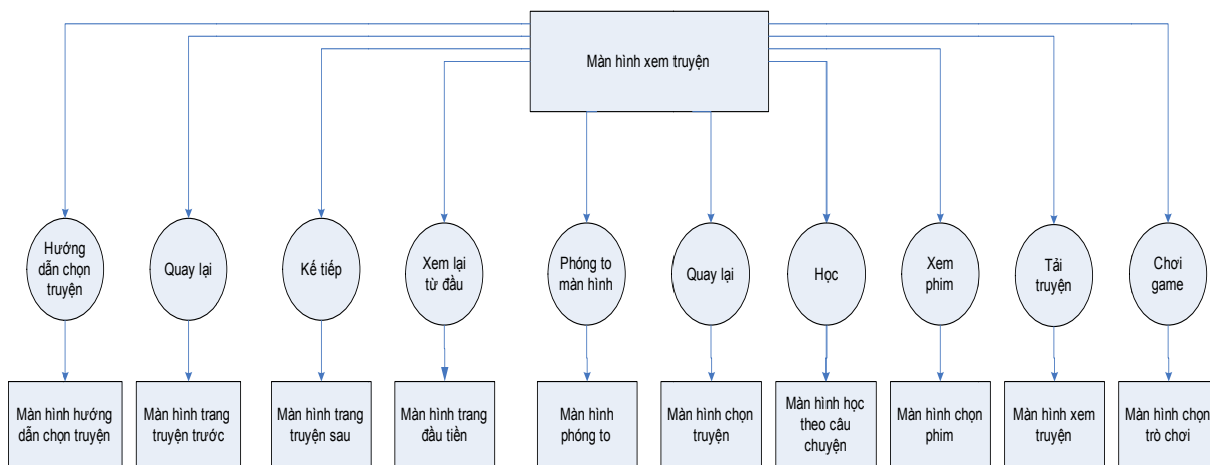 Màn hình xem truyện
Hướng
dẫn chọn
truyện
Quay lại
Kế tiếp
Xem lại
từ đầu
Phóng to
màn hình
Quay lại
Học
Xem
phim
Tải
truyện
Chơi
game
Màn hình hướng
dẫn chọn truyện
Màn hình trang
truyện trước
Màn hình trang
truyện sau
Màn hình trang
đầu tiền
Màn hình
phóng to
Màn hình chọn
truyện
Màn hình học
theo câu
chuyện
Màn hình chọn
phim
Màn hình xem
truyện
Màn hình chọn
trò chơi